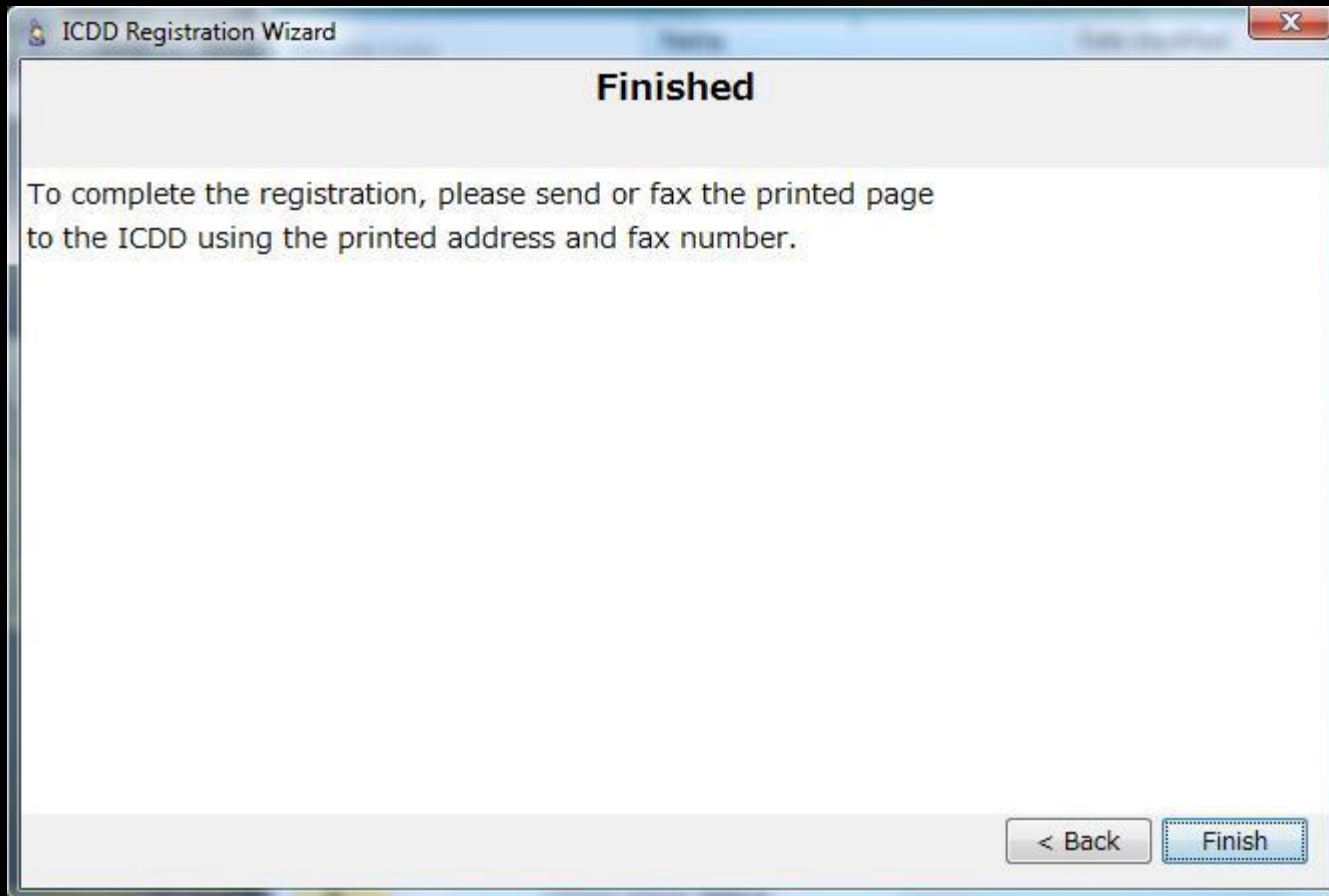 ICDD Registration Wizard
Finished
To complete the registration, please send or fax the printed page
to the ICDD using the printed address and fax number.
< Back
Finish